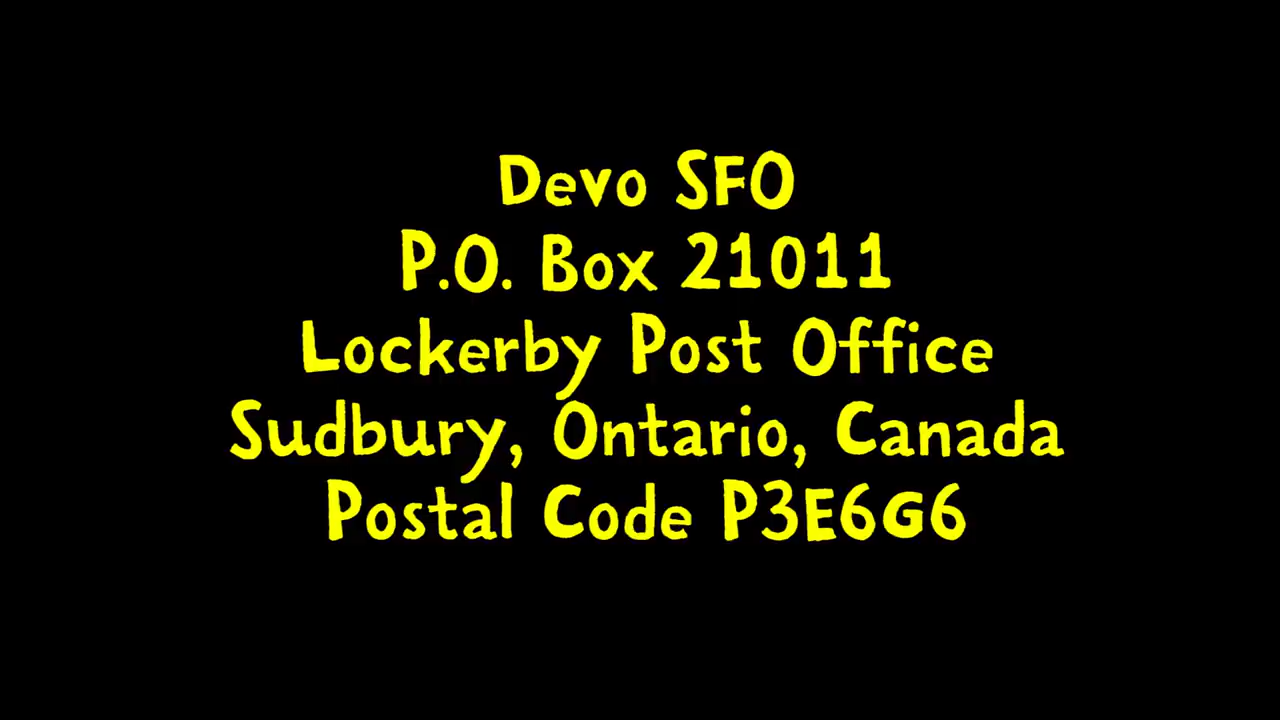 Devo SFO
P.O. Box 21011
Lockerby Post Office
Sudbury, Ontario, Canada
Postal Code P3E6G6